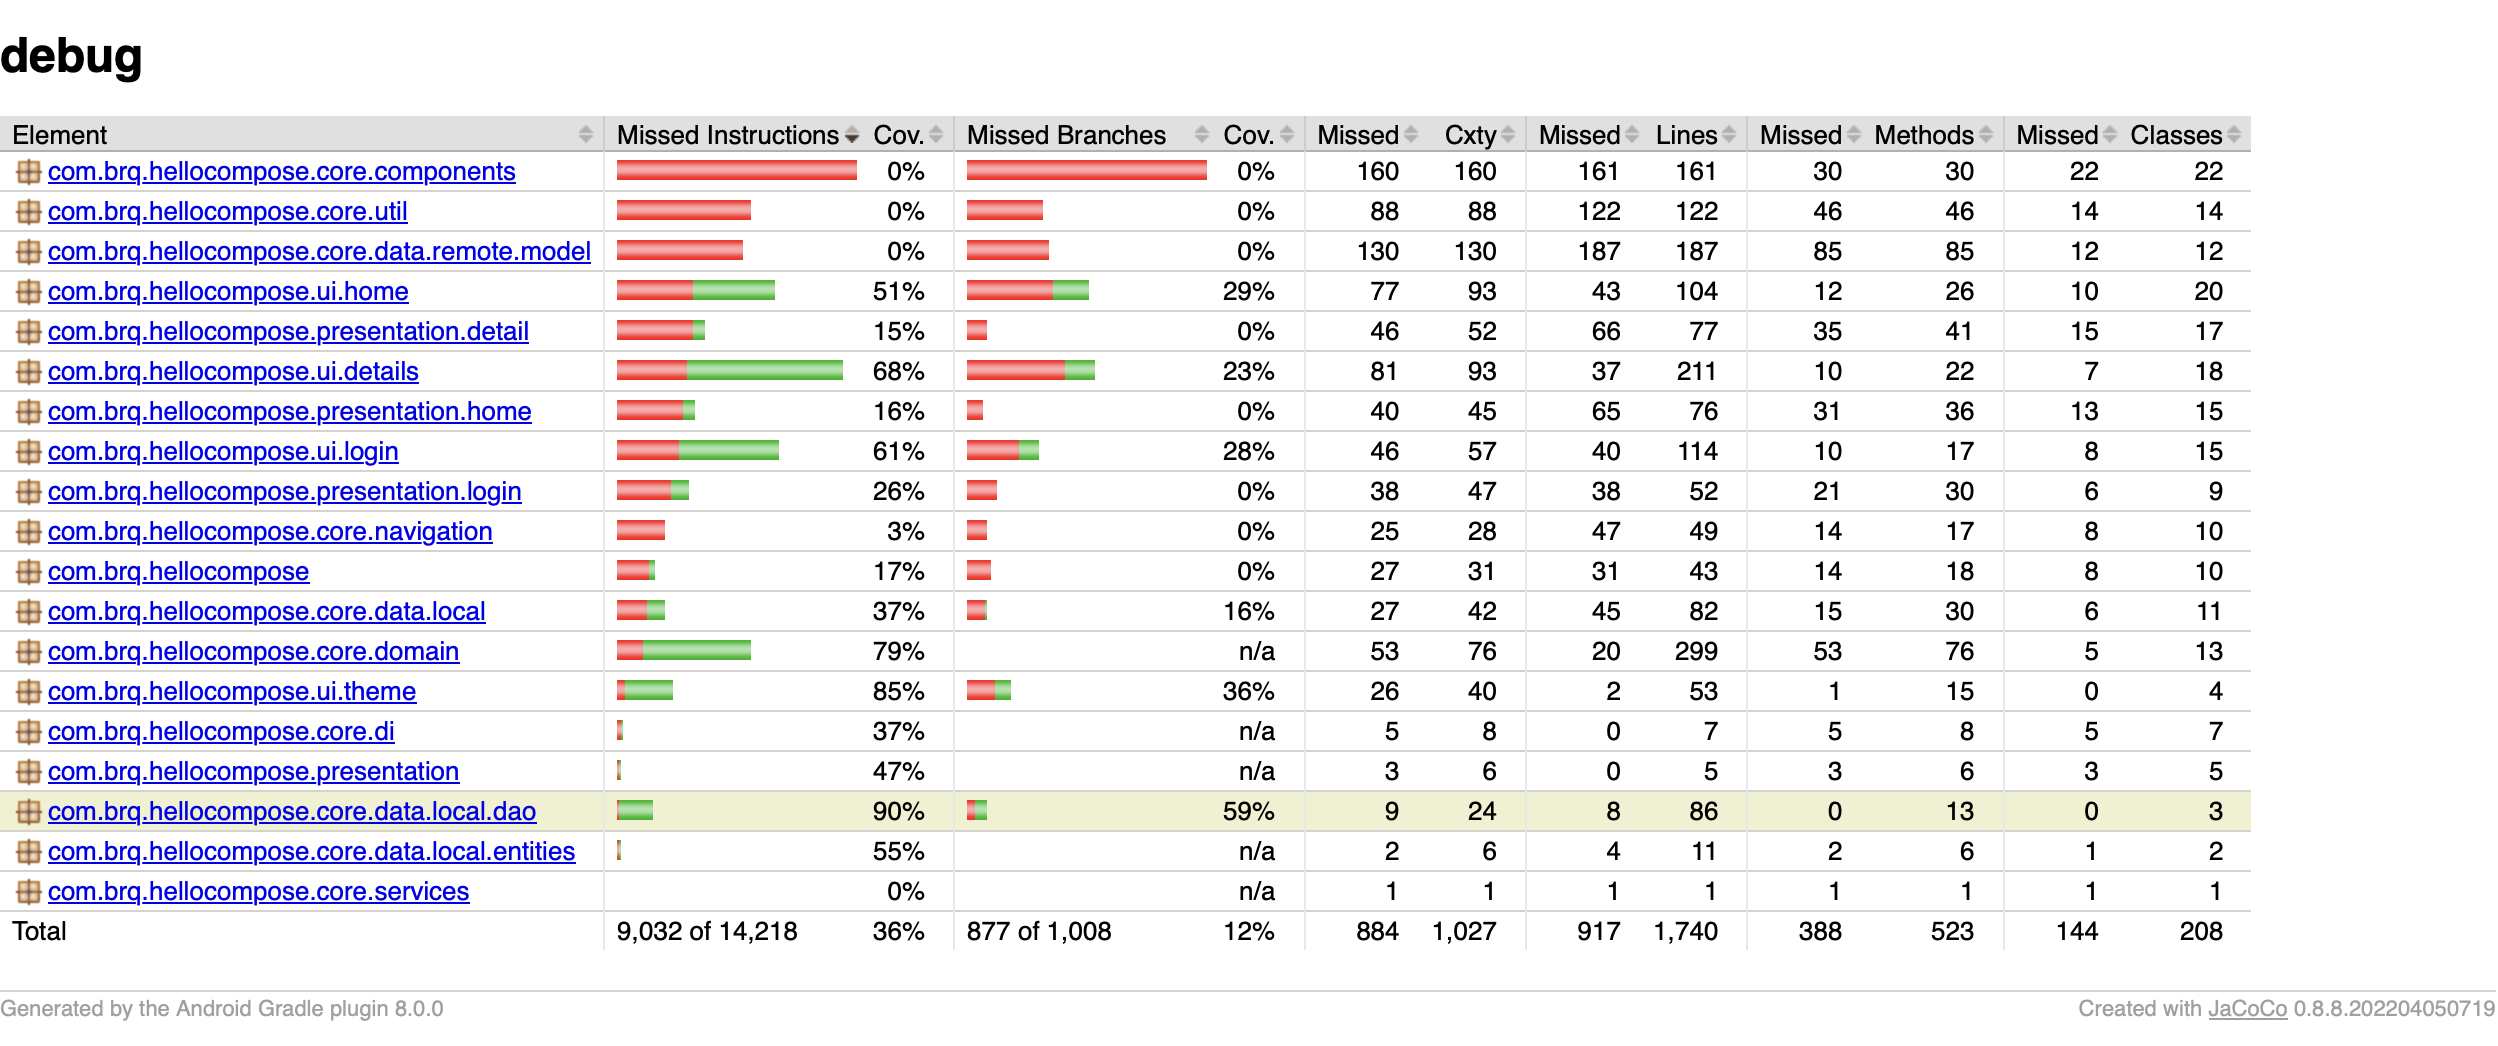 debug
Element Missed Instructions Cov. Missed Branches Cov. Missed Cxty Missed Lines Missed Methods Missed Classes
com.brq.hellocompose.core.components 0% 0% 160 160 161 161 30 30 22 22
com.brq.hellocompose.core.util 0% 0% 88 88 122 122 46 46 14 14
com.brq.hellocompose.core.data.remote.model 0% 0% 130 130 187 187 85 85 12 12
com.brq.hellocompose.ui.home 51% 29% 77 93 43 104 12 26 10 20
com.brq.hellocompose.presentation.detail 15% 0% 46 52 66 77 35 41 15 17
com.brq.hellocompose.ui.details 68% 23% 81 93 37 211 10 22 7 18
com.brq.hellocompose.presentation.home 16% 0% 40 45 65 76 31 36 13 15
com.brq.hellocompose.ui.login 61% 28% 46 57 40 114 10 17 8 15
com.brq.hellocompose.presentation.login 26% 0% 38 47 38 52 21 30 6 9
com.brq.hellocompose.core.navigation 3% 0% 25 28 47 49 14 17 8 10
com.brq.hellocompose 17% 0% 27 31 31 43 14 18 8 10
com.brq.hellocompose.core.data.local 37% 16% 27 42 45 82 15 30 6 11
com.brq.hellocompose.core.domain 79% n/a 53 76 20 299 53 76 5 13
com.brq.hellocompose.ui.theme 85% 36% 26 40 2 53 1 15 0 4
com.brq.hellocompose.core.di 37% n/a 5 8 0 7 5 8 5 7
com.brq.hellocompose.presentation 47% n/a 3 6 0 5 3 6 3 5
com.brq.hellocompose.core.data.local.dao 90% 59% 9 24 8 86 0 13 0 3
com.brq.hellocompose.core.data.local.entities 55% n/a 2 6 4 11 2 6 1 2
com.brq.hellocompose.core.services 0% n/a 1 1 1 1 1 1 1 1
Total 9,032 of 14,218 36% 877 of 1,008 12% 884 1,027 917 1,740 388 523 144 208
Generated by the Android Gradle plugin 8.0.0 Created with JaCoCo 0.8.8.202204050719